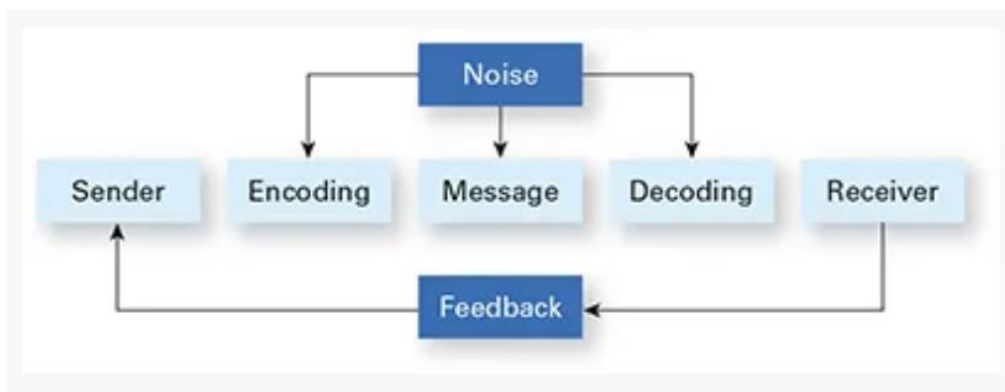 Noise
Sender
Encoding
Message
Decoding
Receiver
Feedback